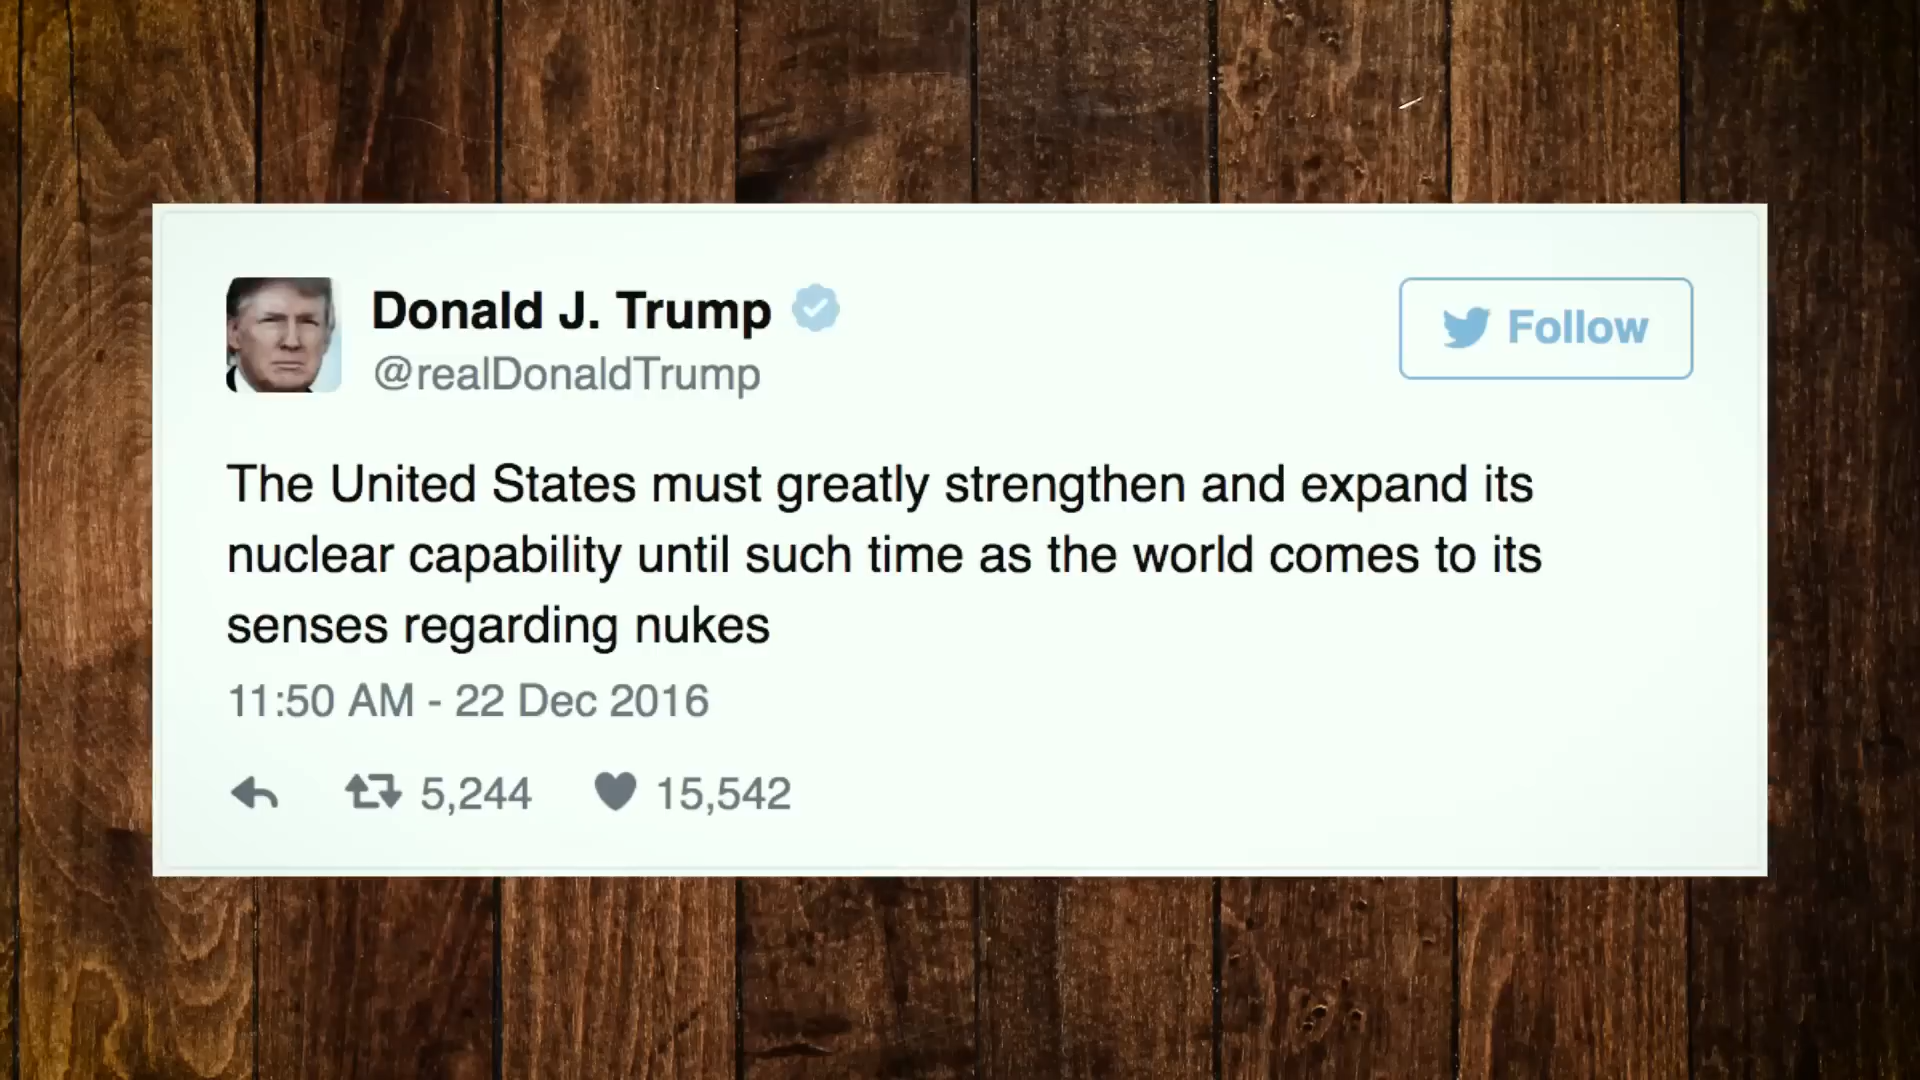 Donald J. Trump
Follow
@realDonaldTrump
The United States must greatly strengthen and expand its
nuclear capability until such time as the world comes to its
senses regarding nukes
11:50 AM - 22 Dec 2016
5,244 15,542